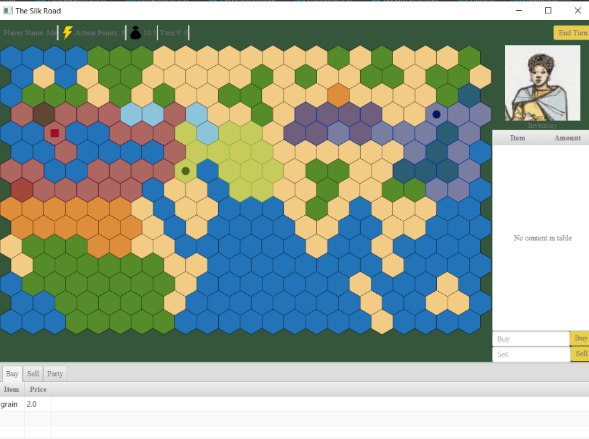 The Silk Road
Player Name: Me Action Points: Turn #:
End Turn
Inventory
Item Amount
No content in table
Buy Buy
Sell Sell
Buy Sell Party
Item Price
grain 2.0